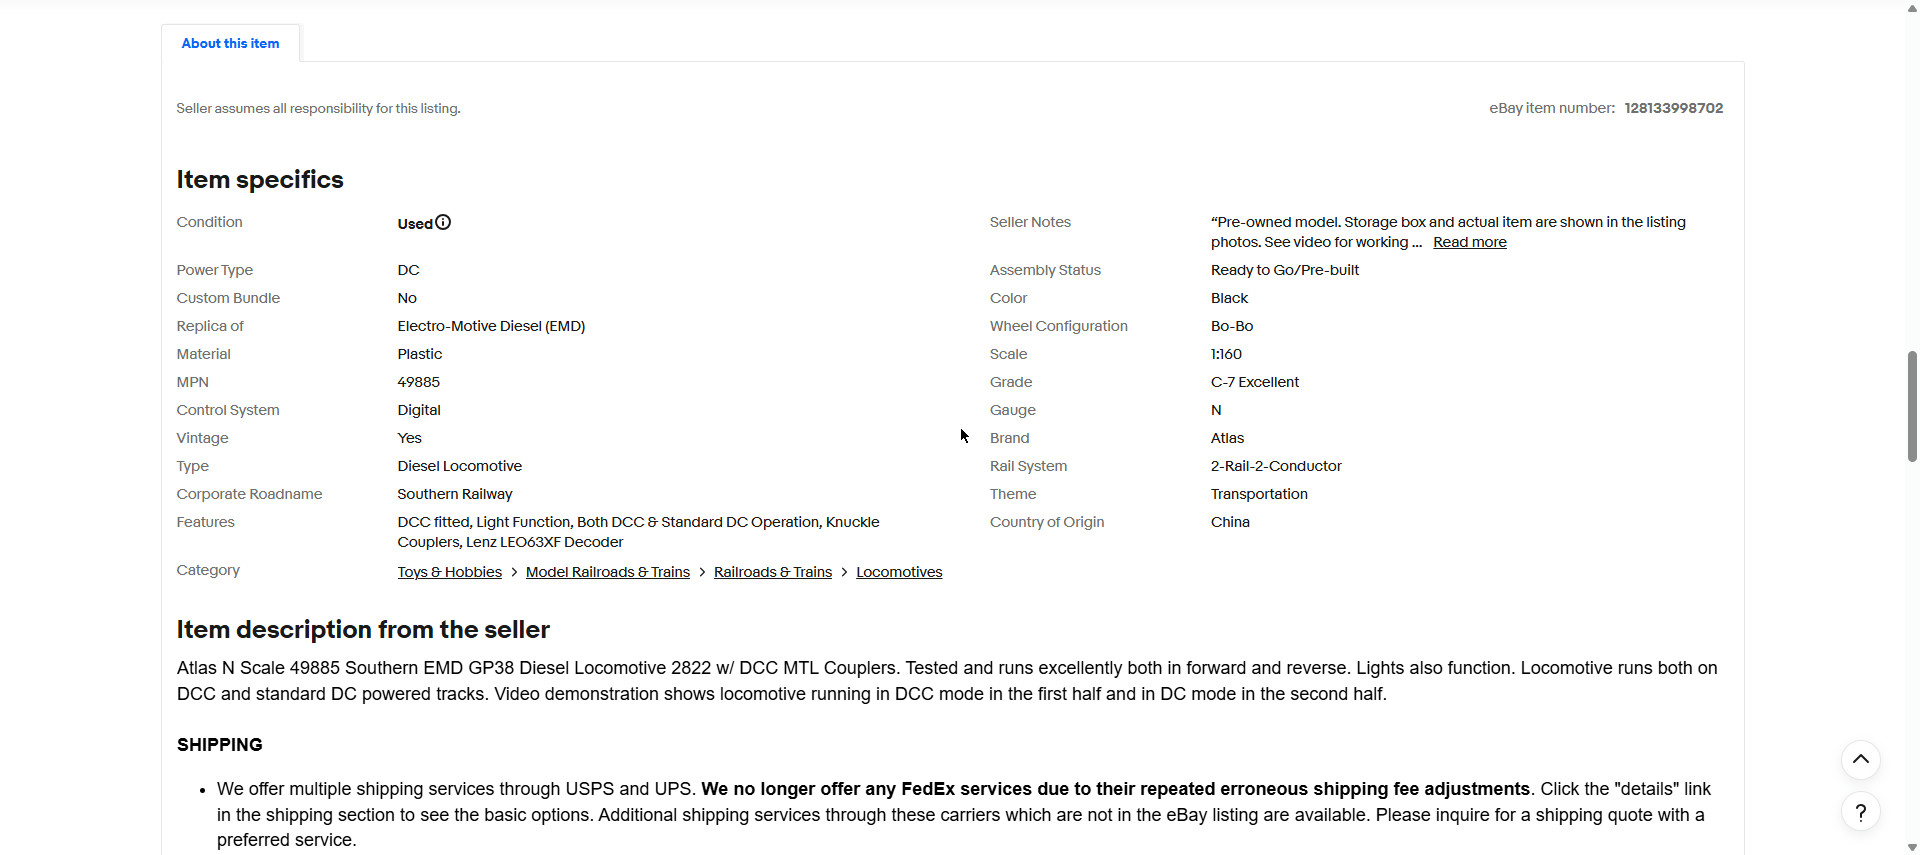 About this item
Seller assumes all responsibility for this listing.
eBay item number: 128133998702
Item specifics
Condition
Used
Seller Notes
“Pre-owned model. Storage box and actual item are shown in the listing
photos. See video for working ... Read more
Power Type
DC
Assembly Status
Ready to Go/Pre-built
Custom Bundle
No
Color
Black
Replica of
Electro-Motive Diesel (EMD)
Wheel Configuration
Bo-Bo
Material
Plastic
Scale
1:160
MPN
49885
Grade
C-7 Excellent
Control System
Digital
Gauge
N
Vintage
Yes
Brand
Atlas
Type
Diesel Locomotive
Rail System
2-Rail-2-Conductor
Corporate Roadname
Southern Railway
Theme
Transportation
Features
DCC fitted, Light Function, Both DCC & Standard DC Operation, Knuckle
Couplers, Lenz LEO63XF Decoder
Country of Origin
China
Category
Toys & Hobbies > Model Railroads & Trains > Railroads & Trains > Locomotives
Item description from the seller
Atlas N Scale 49885 Southern EMD GP38 Diesel Locomotive 2822 w/ DCC MTL Couplers. Tested and runs excellently both in forward and reverse. Lights also function. Locomotive runs both on
DCC and standard DC powered tracks. Video demonstration shows locomotive running in DCC mode in the first half and in DC mode in the second half.
SHIPPING
• We offer multiple shipping services through USPS and UPS. We no longer offer any FedEx services due to their repeated erroneous shipping fee adjustments. Click the "details" link
in the shipping section to see the basic options. Additional shipping services through these carriers which are not in the eBay listing are available. Please inquire for a shipping quote with a
preferred service.
?